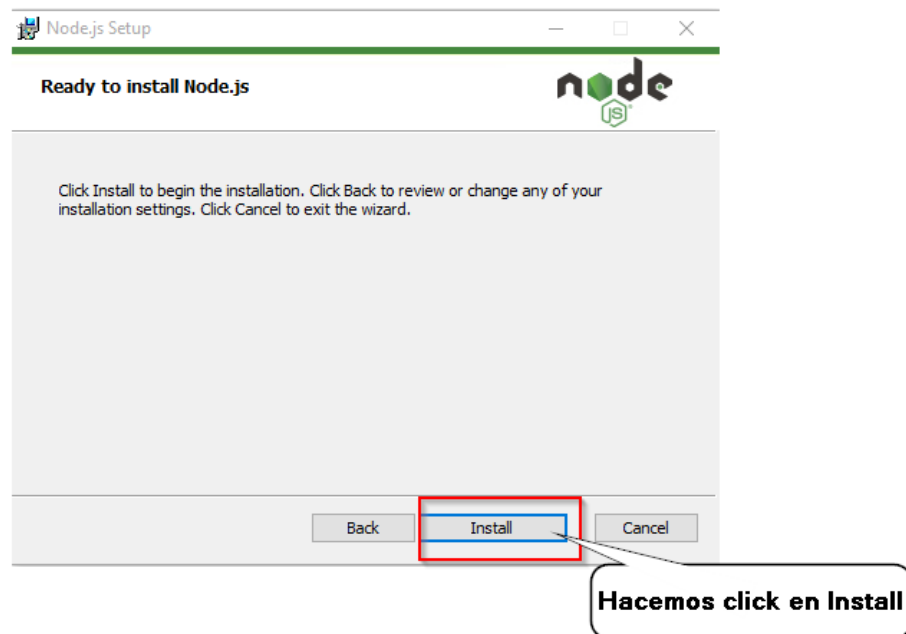 Node.js Setup
Ready to install Node.js
node
JS
Click Install to begin the installation. Click Back to review or change any of your
installation settings. Click Cancel to exit the wizard.
Back
Install
Cancel
Hacemos click en Install